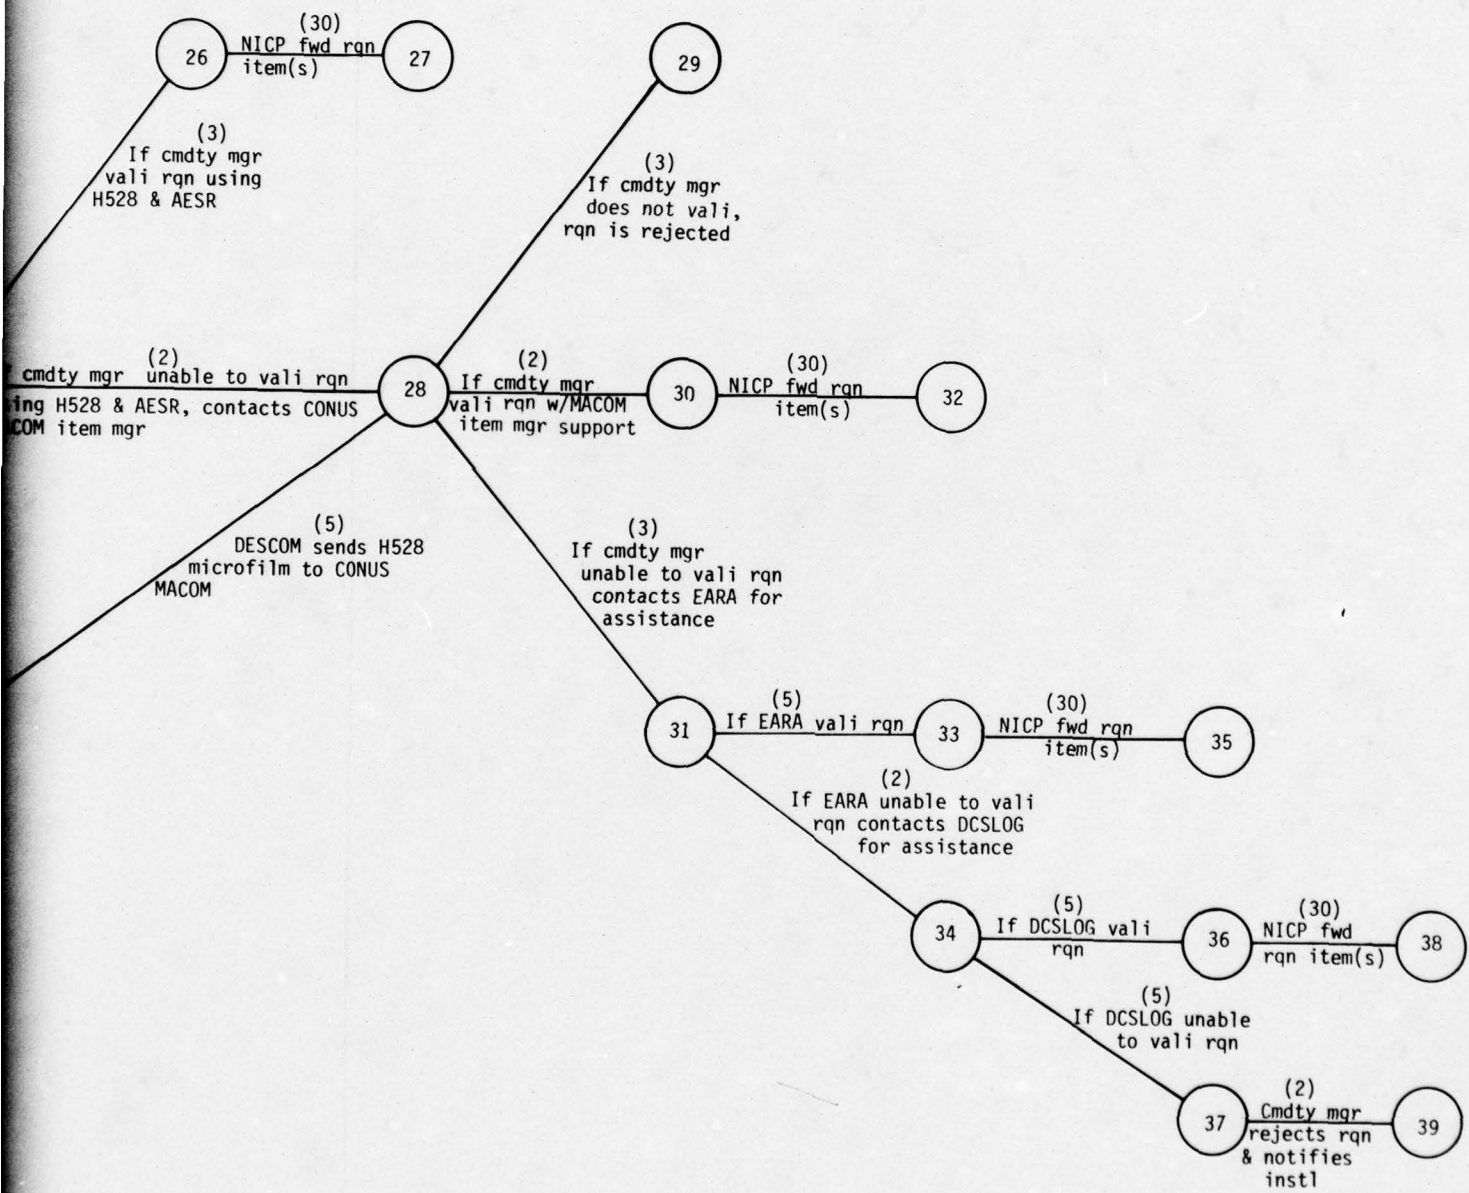 (30)
26
NICP fwd rqn
27
item(s)
29
(3)
If cmdty mgr
vali rqn using
H528 & AESR
(3)
If cmdty mgr
does not vali,
rqn is rejected
(2)
cmdty mgr unable to vali rqn
H528 & AESR, contacts CONUS
item mgr
28
(2)
If cmdty mgr
vali rqn w/MACOM
item mgr support
30
(30)
NICP fwd rqn
item(s)
32
(5)
DESCOM sends H528
microfilm to CONUS
MACOM
(3)
If cmdty mgr
unable to vali rqn
contacts EARA for
assistance
31
(5)
If EARA vali rqn
33
(30)
NICP fwd rqn
item(s)
35
(2)
If EARA unable to vali
rqn contacts DCSLOG
for assistance
34
(5)
If DCSLOG vali
rqn
36
(30)
NICP fwd
rqn item(s)
38
(5)
If DCSLOG unable
to vali rqn
37
(2)
Cmdty mgr
rejects rqn
& notifies
instl
39